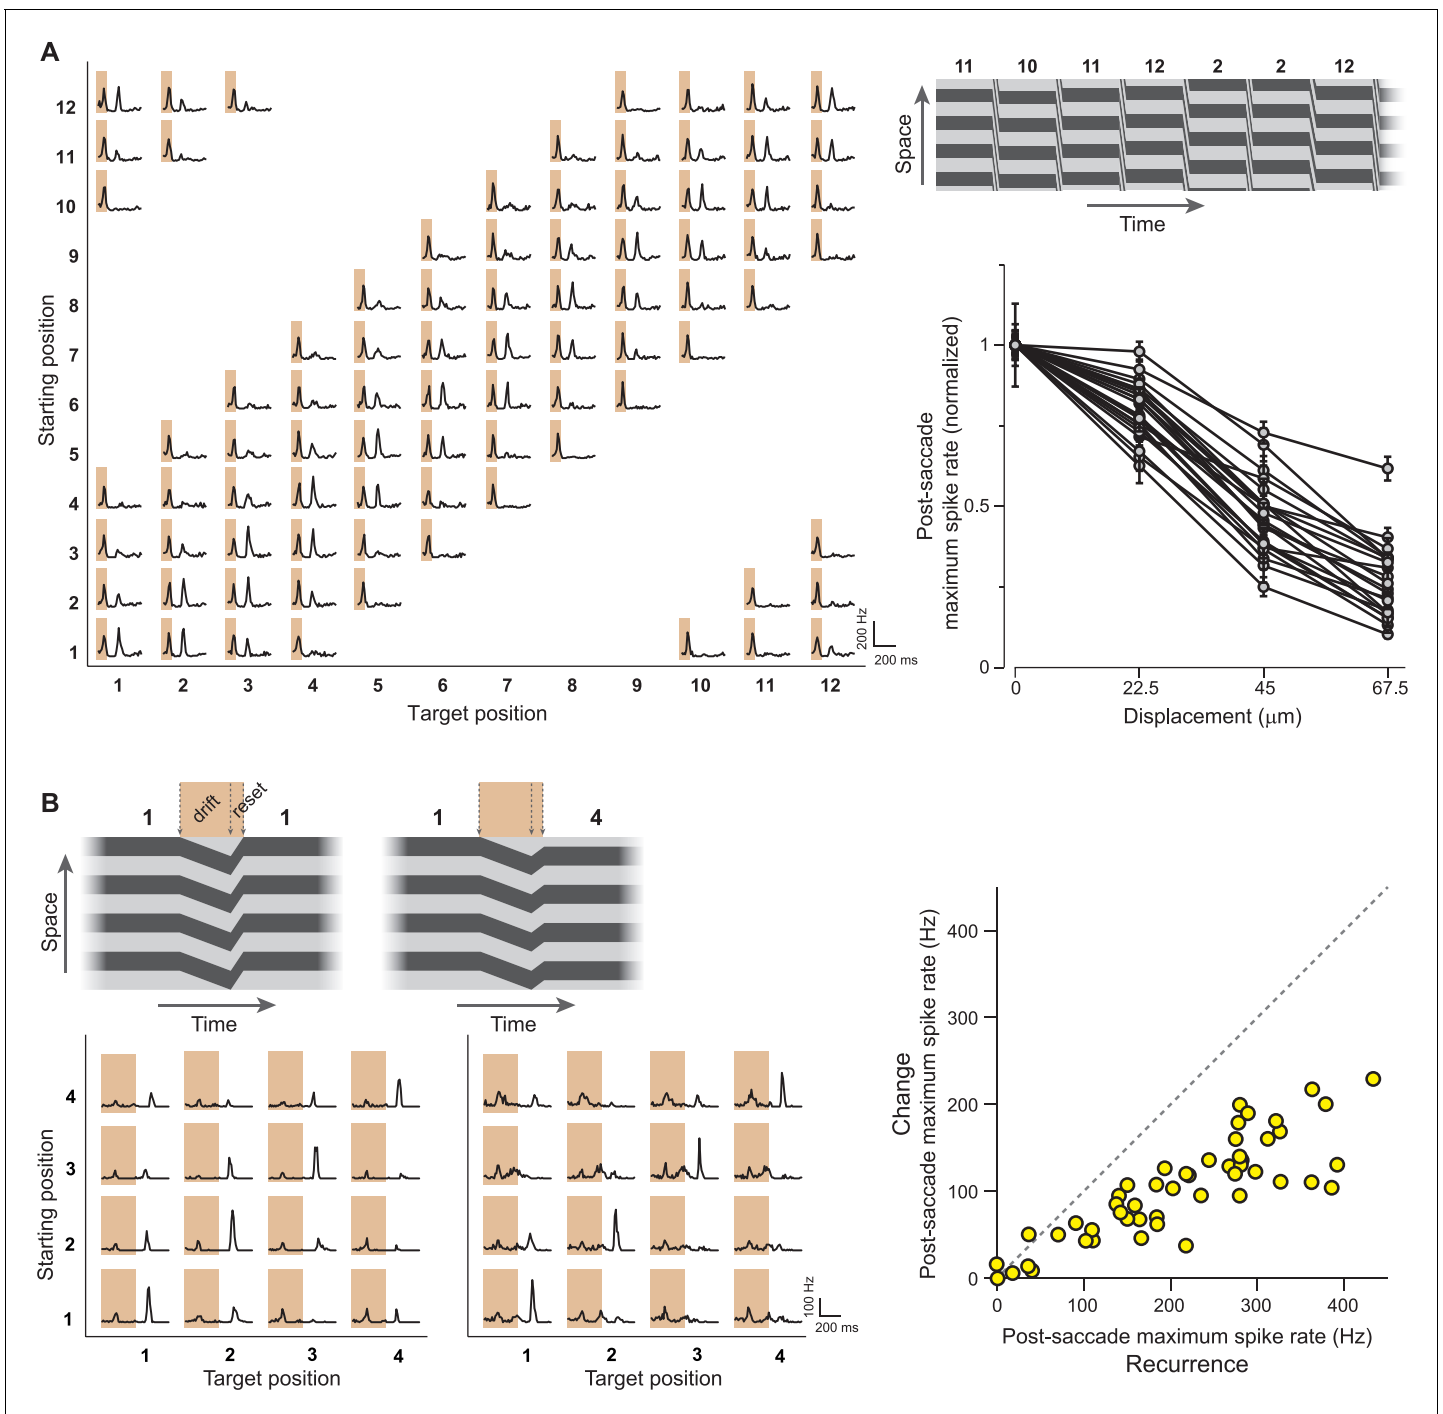 A
12
11
10
9
8
7
6
5
4
3
2
1
Starting position
1 2 3 4 5 6 7 8 9 10 11 12
Target position
200 Hz
200 ms
11 10 11 12 2 2 12
Space
Time
Post-saccade
maximum spike rate (normalized)
1
0.5
0
0 22.5 45 67.5
Displacement (μm)
B
drift
reset
1 1
1 4
Space
Time
Time
4
3
2
1
Starting position
1 2 3 4
Target position
1 2 3 4
Target position
100 Hz
200 ms
Change
Post-saccade maximum spike rate (Hz)
400
300
200
100
0
0 100 200 300 400
Post-saccade maximum spike rate (Hz)
Recurrence